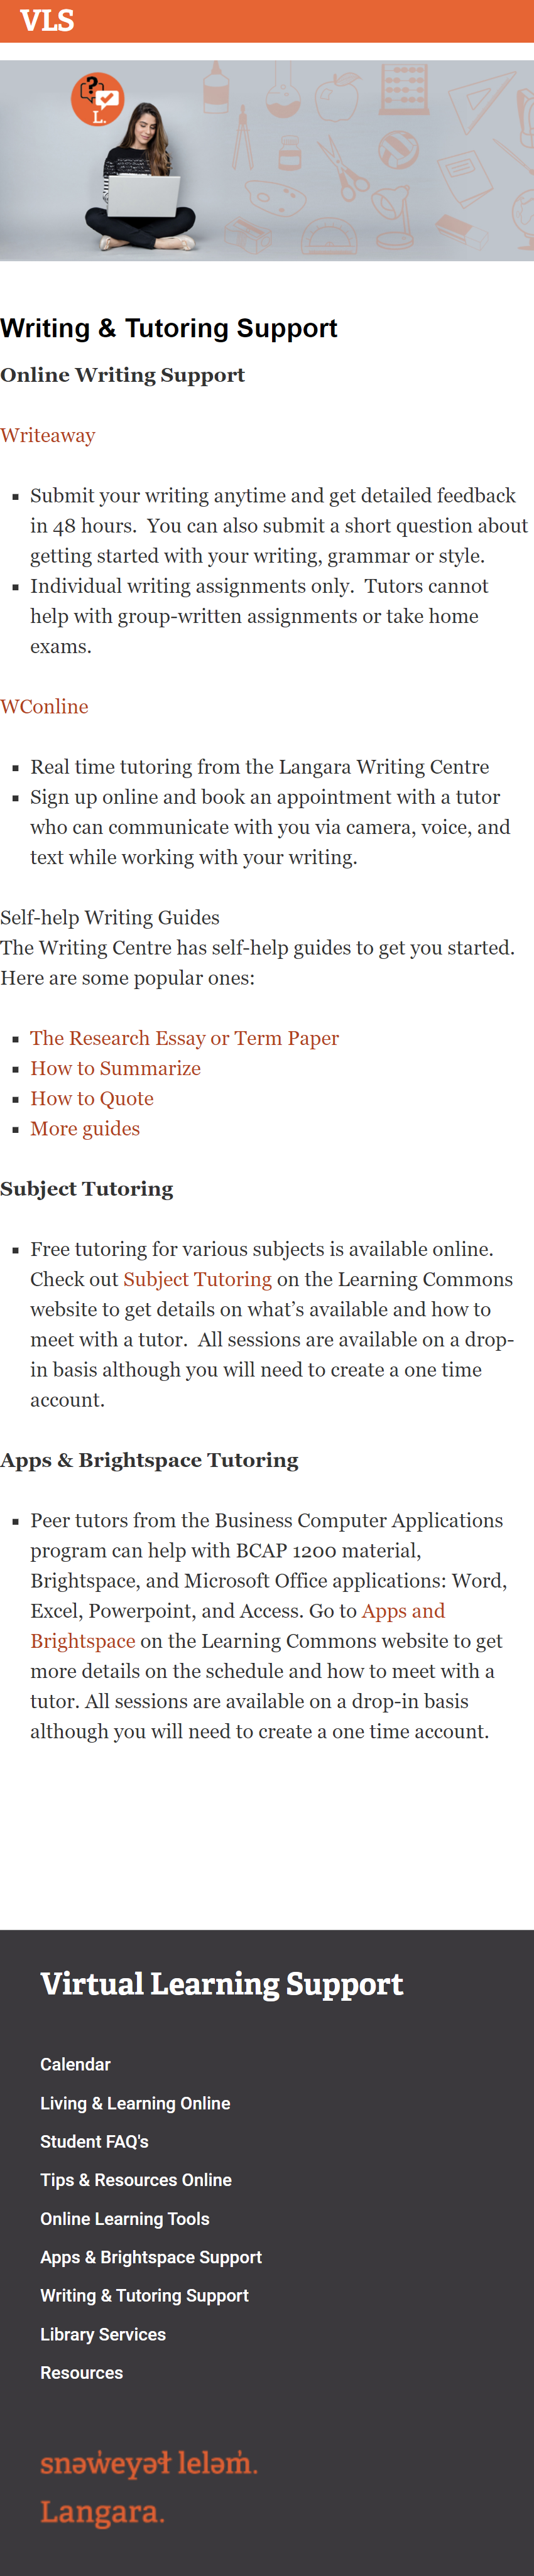 VLS
?
L.
Writing & Tutoring Support
Online Writing Support
Writeaway
Submit your writing anytime and get detailed feedback
in 48 hours.  You can also submit a short question about
getting started with your writing, grammar or style.
Individual writing assignments only.  Tutors cannot
help with group-written assignments or take home
exams.
WConline
Real time tutoring from the Langara Writing Centre
Sign up online and book an appointment with a tutor
who can communicate with you via camera, voice, and
text while working with your writing.
Self-help Writing Guides
The Writing Centre has self-help guides to get you started.
Here are some popular ones:
The Research Essay or Term Paper
How to Summarize
How to Quote
More guides
Subject Tutoring
Free tutoring for various subjects is available online.
Check out Subject Tutoring on the Learning Commons
website to get details on what’s available and how to
meet with a tutor.  All sessions are available on a drop-
in basis although you will need to create a one time
account.
Apps & Brightspace Tutoring
Peer tutors from the Business Computer Applications
program can help with BCAP 1200 material,
Brightspace, and Microsoft Office applications: Word,
Excel, Powerpoint, and Access. Go to Apps and
Brightspace on the Learning Commons website to get
more details on the schedule and how to meet with a
tutor. All sessions are available on a drop-in basis
although you will need to create a one time account.
Virtual Learning Support
Calendar
Living & Learning Online
Student FAQ's
Tips & Resources Online
Online Learning Tools
Apps & Brightspace Support
Writing & Tutoring Support
Library Services
Resources
snəw̓eyəɬ leləm̓.
Langara.